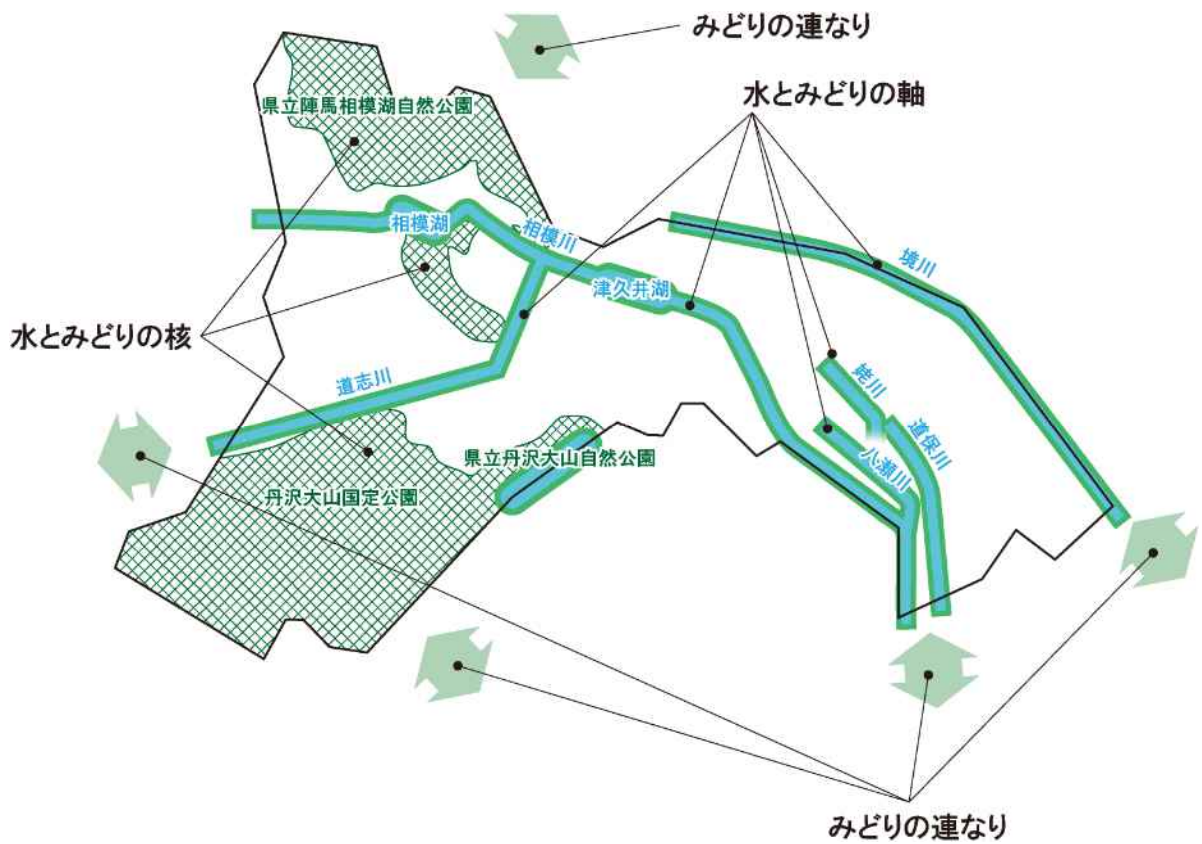 みどりの連なり
水とみどりの軸
県立陣馬相模湖自然公園
相模湖
相模川
境川
津久井湖
水とみどりの核
道志川
姥川
道保川
八瀬川
県立丹沢大山自然公園
丹沢大山国定公園
みどりの連なり